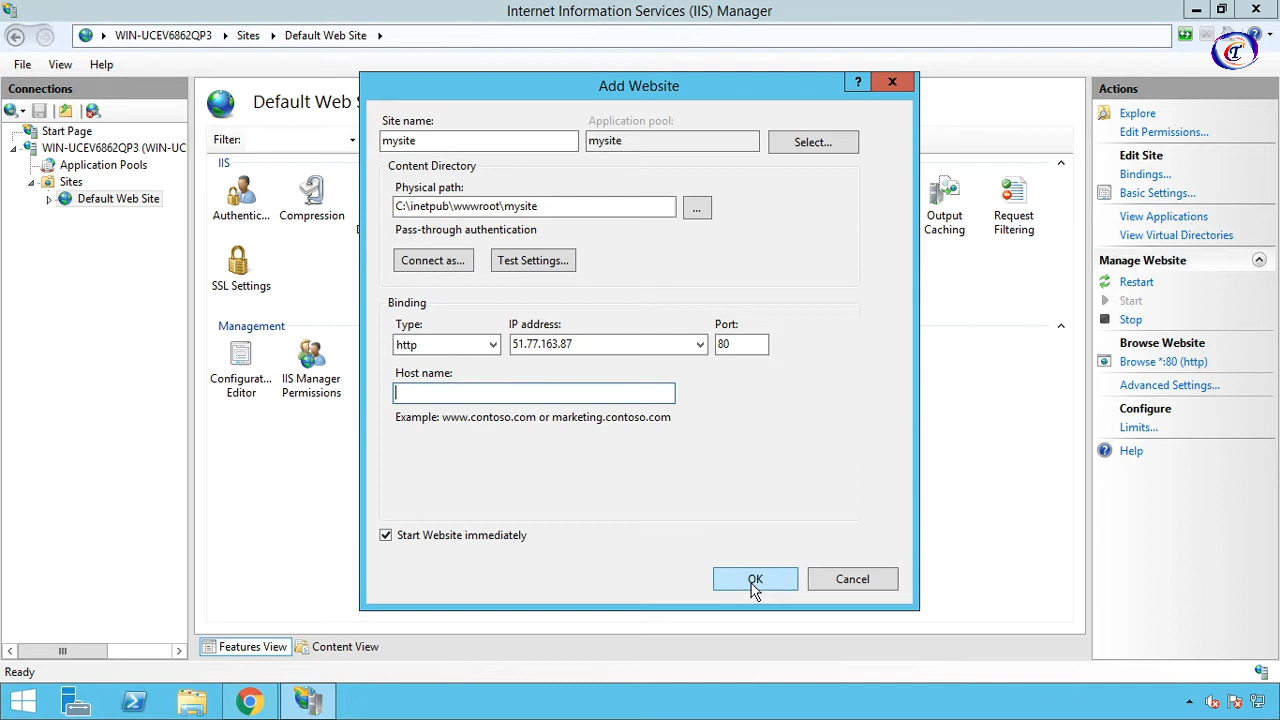 Internet Information Services (IIS) Manager
WIN-UCEV6862QP3 Sites Default Web Site
File View Help
Connections
Start Page
WIN-UCEV6862QP3 (WIN-UC
Application Pools
Sites
Default Web Site
Default Web S
Filter:
IIS
Authentic...
Compression
SSL Settings
Output
Caching
Request
Filtering
Management
Configurat...
Editor
IIS Manager
Permissions
Add Website
?
Site name:
Application pool:
mysite
mysite
Select...
Content Directory
Physical path:
C:\inetpub\wwwroot\mysite
...
Pass-through authentication
Connect as...
Test Settings...
Binding
Type:
IP address:
Port:
http
51.77.163.87
80
Host name:
Example: www.contoso.com or marketing.contoso.com
Start Website immediately
OK
Cancel
Actions
Explore
Edit Permissions...
Edit Site
Bindings...
Basic Settings...
View Applications
View Virtual Directories
Manage Website
Restart
Start
Stop
Browse Website
Browse *:80 (http)
Advanced Settings...
Configure
Limits...
Help
Features View
Content View
Ready